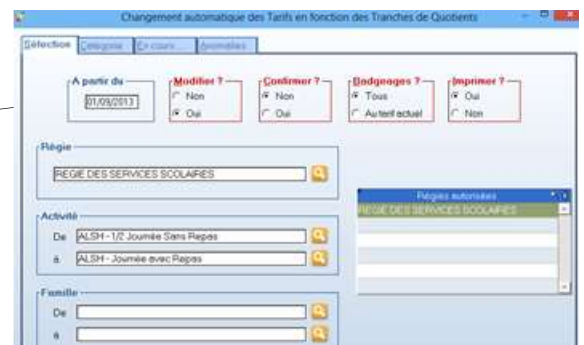 Changement automatique des Tarifs en fonction des Tranches de Quotients
Sélection Catégorie En cours ... Anomalies
A partir du Modifier ? Confirmer ? Badgeages ? Imprimer ?
Non Non Tous Oui
01/09/2013
Oui Oui Au tarif actuel Non
Régie
REGIE DES SERVICES SCOLAIRES
Régies autorisées
REGIE DES SERVICES SCOLAIRES
Activité
De ALSH - 1/2 Journée Sans Repas
à ALSH - Journée avec Repas
Famille
De
à